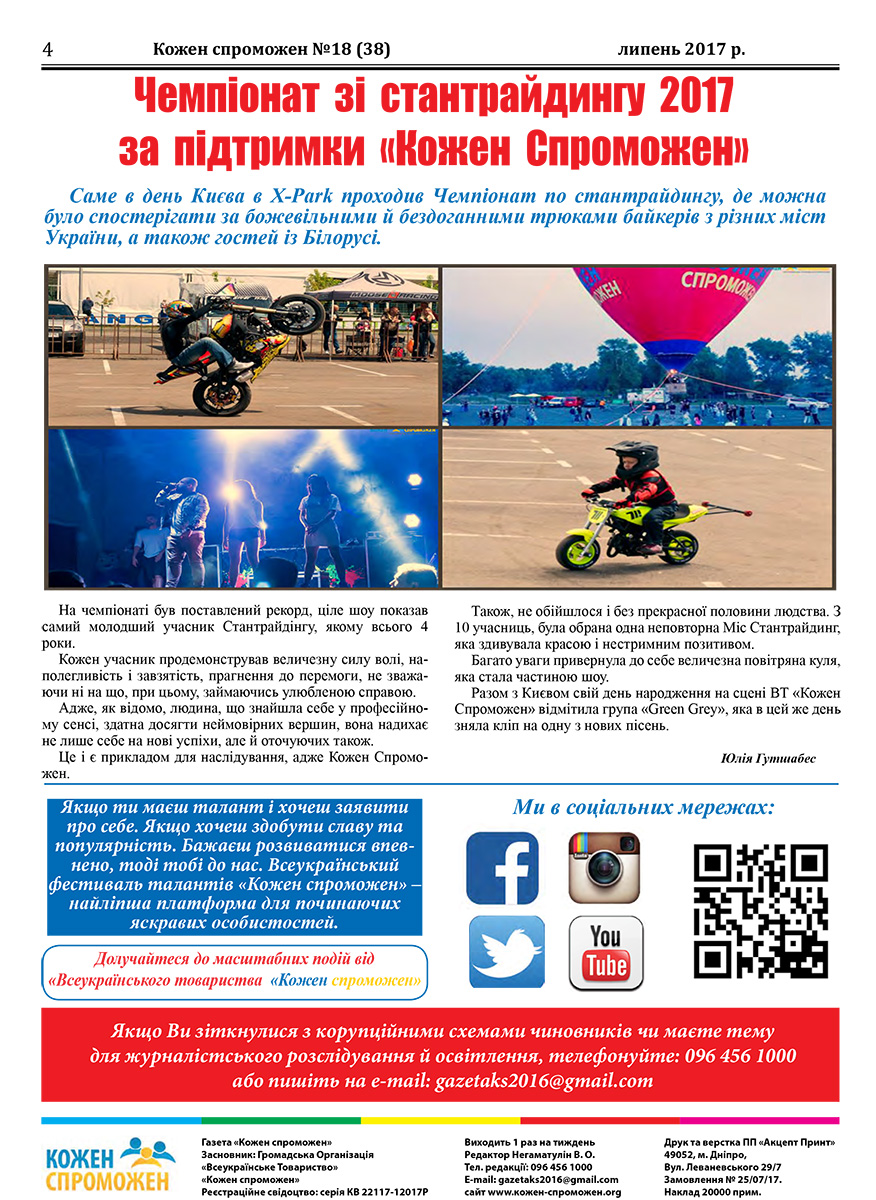 4
Кожен спроможен №18 (38)
липень 2017 р.
Чемпіонат зі стантрайдингу 2017
за підтримки «Кожен Спроможен»
Саме в день Києва в X-Park проходив Чемпіонат по стантрайдингу, де можна
було спостерігати за божевільними й бездоганними трюками байкерів з різних міст
України, а також гостей із Білорусі.
MOOSE RACING
КОЖЕН
СПРОМОЖЕН
711
На чемпіонаті був поставлений рекорд, ціле шоу показав
самий молодший учасник Стантрайдінгу, якому всього 4
роки.
Кожен учасник продемонстрував величезну силу волі, на-
полегливість і завзятість, прагнення до перемоги, не зважа-
ючи ні на що, при цьому, займаючись улюбленою справою.
Адже, як відомо, людина, що знайшла себе у професійно-
му сенсі, здатна досягти неймовірних вершин, вона надихає
не лише себе на нові успіхи, але й оточуючих також.
Це і є прикладом для наслідування, адже Кожен Спромо-
жен.
Також, не обійшлося і без прекрасної половини людства. З
10 учасниць, була обрана одна неповторна Міс Стантрайдинг,
яка здивувала красою і нестримним позитивом.
Багато уваги привернула до себе величезна повітряна куля,
яка стала частиною шоу.
Разом з Києвом свій день народження на сцені ВТ «Кожен
Спроможен» відмітила група «Green Grey», яка в цей же день
зняла кліп на одну з нових пісень.
Юлія Гутшабес
Якщо ти маєш талант і хочеш заявити
про себе. Якщо хочеш здобути славу та
популярність. Бажаєш розвиватися впев-
нено, тоді тобі до нас. Всеукраїнський
фестиваль талантів «Кожен спроможен» –
найліпша платформа для починаючих
яскравих особистостей.
Долучайтеся до масштабних подій від
«Всеукраїнського товариства «Кожен спроможен»
Ми в соціальних мережах:
f
Insta
You
Tube
Якщо Ви зіткнулися з корупційними схемами чиновників чи маєте тему
для журналістського розслідування й освітлення, телефонуйте: 096 456 1000
або пишіть на e-mail: gazetaks2016@gmail.com
КОЖЕН
СПРОМОЖЕН
Газета «Кожен спроможен»
Засновник: Громадська Організація
«Всеукраїнське Товариство»
«Кожен спроможен»
Реєстраційне свідоцтво: серія КВ 22117-12017Р
Виходить 1 раз на тиждень
Редактор Негаматулін В. О.
Тел. редакції: 096 456 1000
E-mail: gazetaks2016@gmail.com
сайт www.kozhen-spromozhen.org
Друк та верстка ПП «Акцепт Принт»
49052, м. Дніпро,
Вул. Леваневського 29/7
Замовлення № 25/07/17.
Наклад 20000 прим.